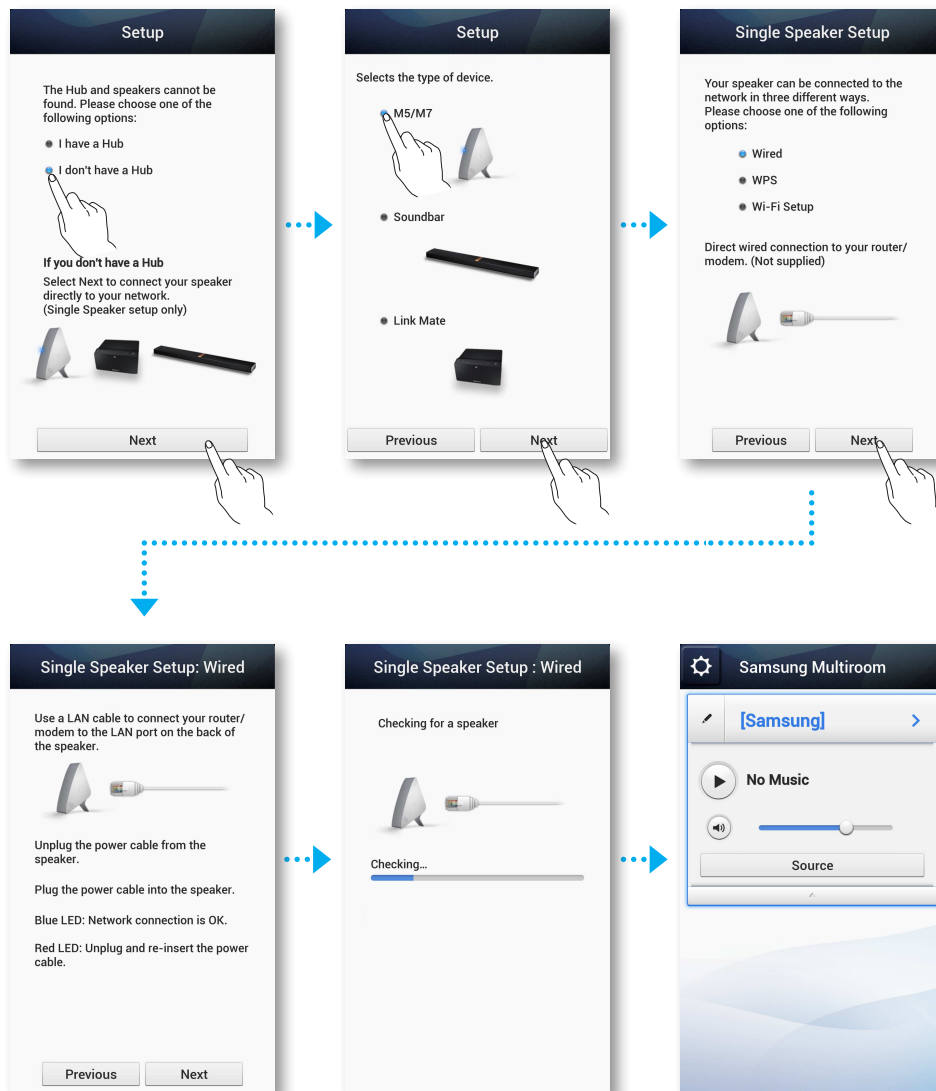 Setup
The Hub and speakers cannot be
found. Please choose one of the
following options:
I have a Hub
I don't have a Hub
If you don't have a Hub
Select Next to connect your speaker
directly to your network.
(Single Speaker setup only)
Next
Setup
Selects the type of device.
M5/M7
Soundbar
Link Mate
Previous
Next
Single Speaker Setup
Your speaker can be connected to the
network in three different ways.
Please choose one of the following
options:
Wired
WPS
Wi-Fi Setup
Direct wired connection to your router/
modem. (Not supplied)
Previous
Next
Single Speaker Setup: Wired
Use a LAN cable to connect your router/
modem to the LAN port on the back of
the speaker.
Unplug the power cable from the
speaker.
Plug the power cable into the speaker.
Blue LED: Network connection is OK.
Red LED: Unplug and re-insert the power
cable.
Previous
Next
Single Speaker Setup : Wired
Checking for a speaker
Checking...
Samsung Multiroom
[Samsung]
No Music
Source